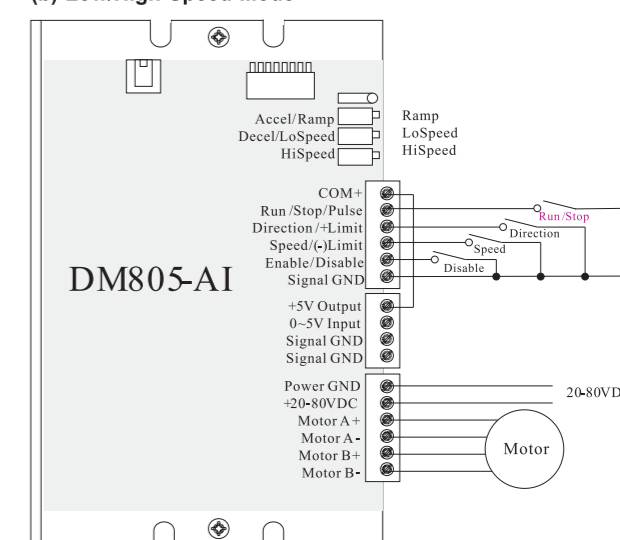 (b) Low/High Speed Mode
Accel/Ramp
Ramp
Decel/LoSpeed
LoSpeed
HiSpeed
HiSpeed
COM+
Run/Stop/Pulse
Run/Stop
Direction/+Limit
Direction
Speed/(-)Limit
Speed
Enable/Disable
Disable
Signal GND
DM805-AI
+5V Output
0~5V Input
Signal GND
Signal GND
Power GND
20-80VD
+20-80VDC
Motor A+
Motor A-
Motor B+
Motor B-
Motor